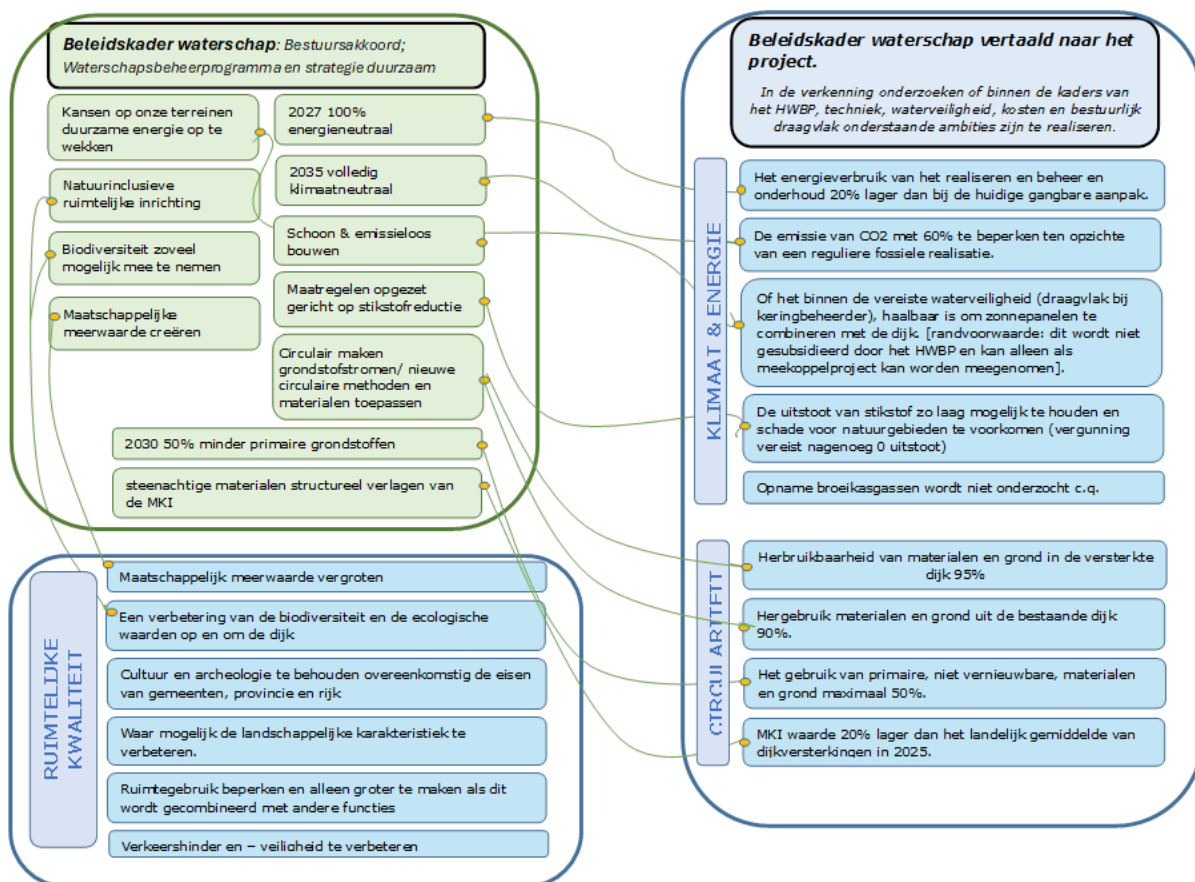 Beleidskader waterschap: Bestuursakkoord;
Waterschapsbeheerprogramma en strategie duurzaam
Kansen op onze terreinen
duurzame energie op te
wekken
Natuurinclusieve
ruimtelijke inrichting
Biodiversiteit zoveel
mogelijk mee te nemen
Maatschappelijke
meerwaarde creëren
2027 100%
energieneutraal
2035 volledig
klimaatneutraal
Schoon & emissieloos
bouwen
Maatregelen opgezet
gericht op stikstofreductie
Circulair maken
grondstofstromen/ nieuwe
circulaire methoden en
materialen toepassen
2030 50% minder primaire grondstoffen
steenachtige materialen structureel verlagen van
de MKI
RUIMTELIJKE
KWALITEIT
Maatschappelijk meerwaarde vergroten
Een verbetering van de biodiversiteit en de ecologische
waarden op en om de dijk
Cultuur en archeologie te behouden overeenkomstig de eisen
van gemeenten, provincie en rijk
Waar mogelijk de landschappelijke karakteristiek te
verbeteren.
Ruimtegebruik beperken en alleen groter te maken als dit
wordt gecombineerd met andere functies
Verkeershinder en – veiligheid te verbeteren
Beleidskader waterschap vertaald naar het
project.
In de verkenning onderzoeken of binnen de kaders van
het HWBP, techniek, waterveiligheid, kosten en bestuurlijk
draagvlak onderstaande ambities zijn te realiseren.
KLIMAAT & ENERGIE
Het energieverbruik van het realiseren en beheer en
onderhoud 20% lager dan bij de huidige gangbare aanpak.
De emissie van CO2 met 60% te beperken ten opzichte
van een reguliere fossiele realisatie.
Of het binnen de vereiste waterveiligheid (draagvlak bij
keringbeheerder), haalbaar is om zonnepanelen te
combineren met de dijk. [randvoorwaarde: dit wordt niet
gesubsidieerd door het HWBP en kan alleen als
meekoppelproject kan worden meegenomen].
De uitstoot van stikstof zo laag mogelijk te houden en
schade voor natuurgebieden te voorkomen (vergunning
vereist nagenoeg 0 uitstoot)
Opname broeikasgassen wordt niet onderzocht c.q.
CIRCULARITEIT
Herbruikbaarheid van materialen en grond in de versterkte
dijk 95%
Hergebruik materialen en grond uit de bestaande dijk
90%.
Het gebruik van primaire, niet vernieuwbare, materialen
en grond maximaal 50%.
MKI waarde 20% lager dan het landelijk gemiddelde van
dijkversterkingen in 2025.